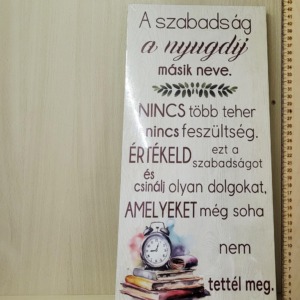 A szabadság
a nyugdíj
másik neve.
NINCS több teher
nincs feszültség.
ÉRTÉKELD ezt a
szabadságot
és
csinálj olyan dolgokat,
AMELYEKET még soha
nem
tettél meg.